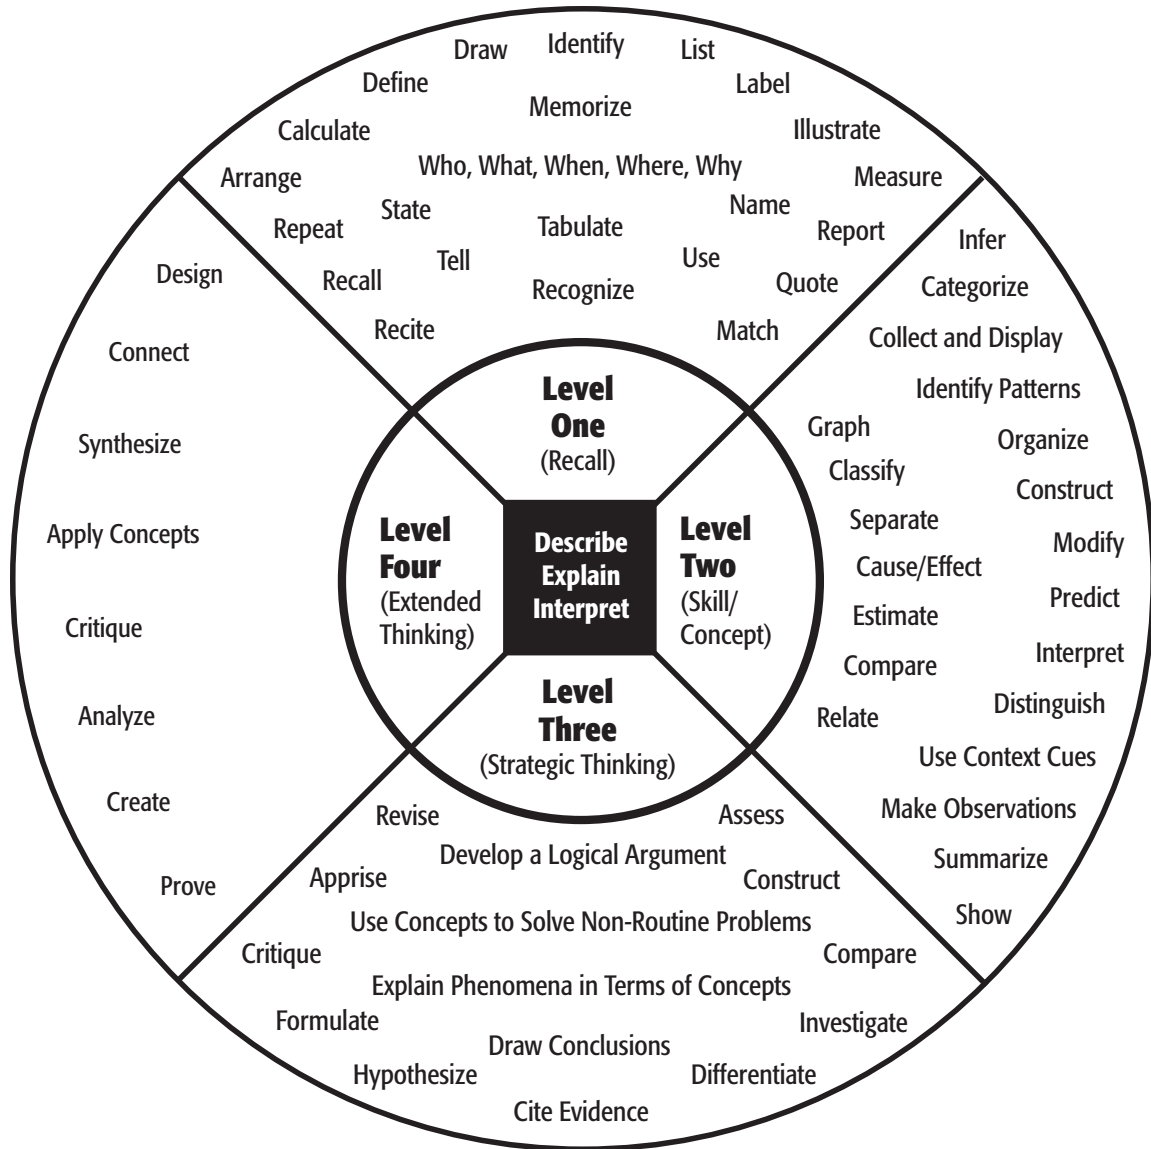 Draw
Identify
List
Define
Label
Memorize
Calculate
Illustrate
Who, What, When, Where, Why
Arrange
Measure
State
Name
Repeat
Tabulate
Report
Tell
Use
Recall
Recognize
Quote
Recite
Match
Infer
Categorize
Collect and Display
Identify Patterns
Graph
Organize
Classify
Construct
Separate
Modify
Cause/Effect
Predict
Estimate
Interpret
Compare
Distinguish
Relate
Use Context Cues
Make Observations
Summarize
Show
Design
Connect
Synthesize
Apply Concepts
Critique
Analyze
Create
Prove
Level
One
(Recall)
Level
Two
(Skill/
Concept)
Level
Three
(Strategic Thinking)
Level
Four
(Extended
Thinking)
Describe
Explain
Interpret
Revise
Assess
Develop a Logical Argument
Apprise
Construct
Use Concepts to Solve Non-Routine Problems
Critique
Compare
Explain Phenomena in Terms of Concepts
Formulate
Investigate
Draw Conclusions
Hypothesize
Differentiate
Cite Evidence